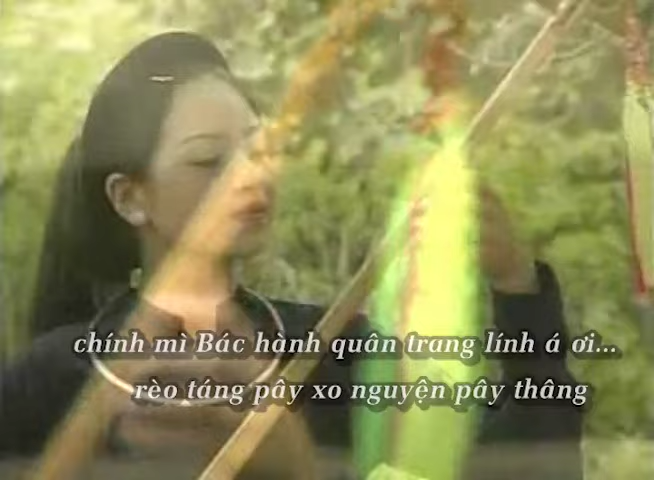 chính mì Bác hành quân trang lính á ơi...
rèo táng pây xo nguyện pây thâng